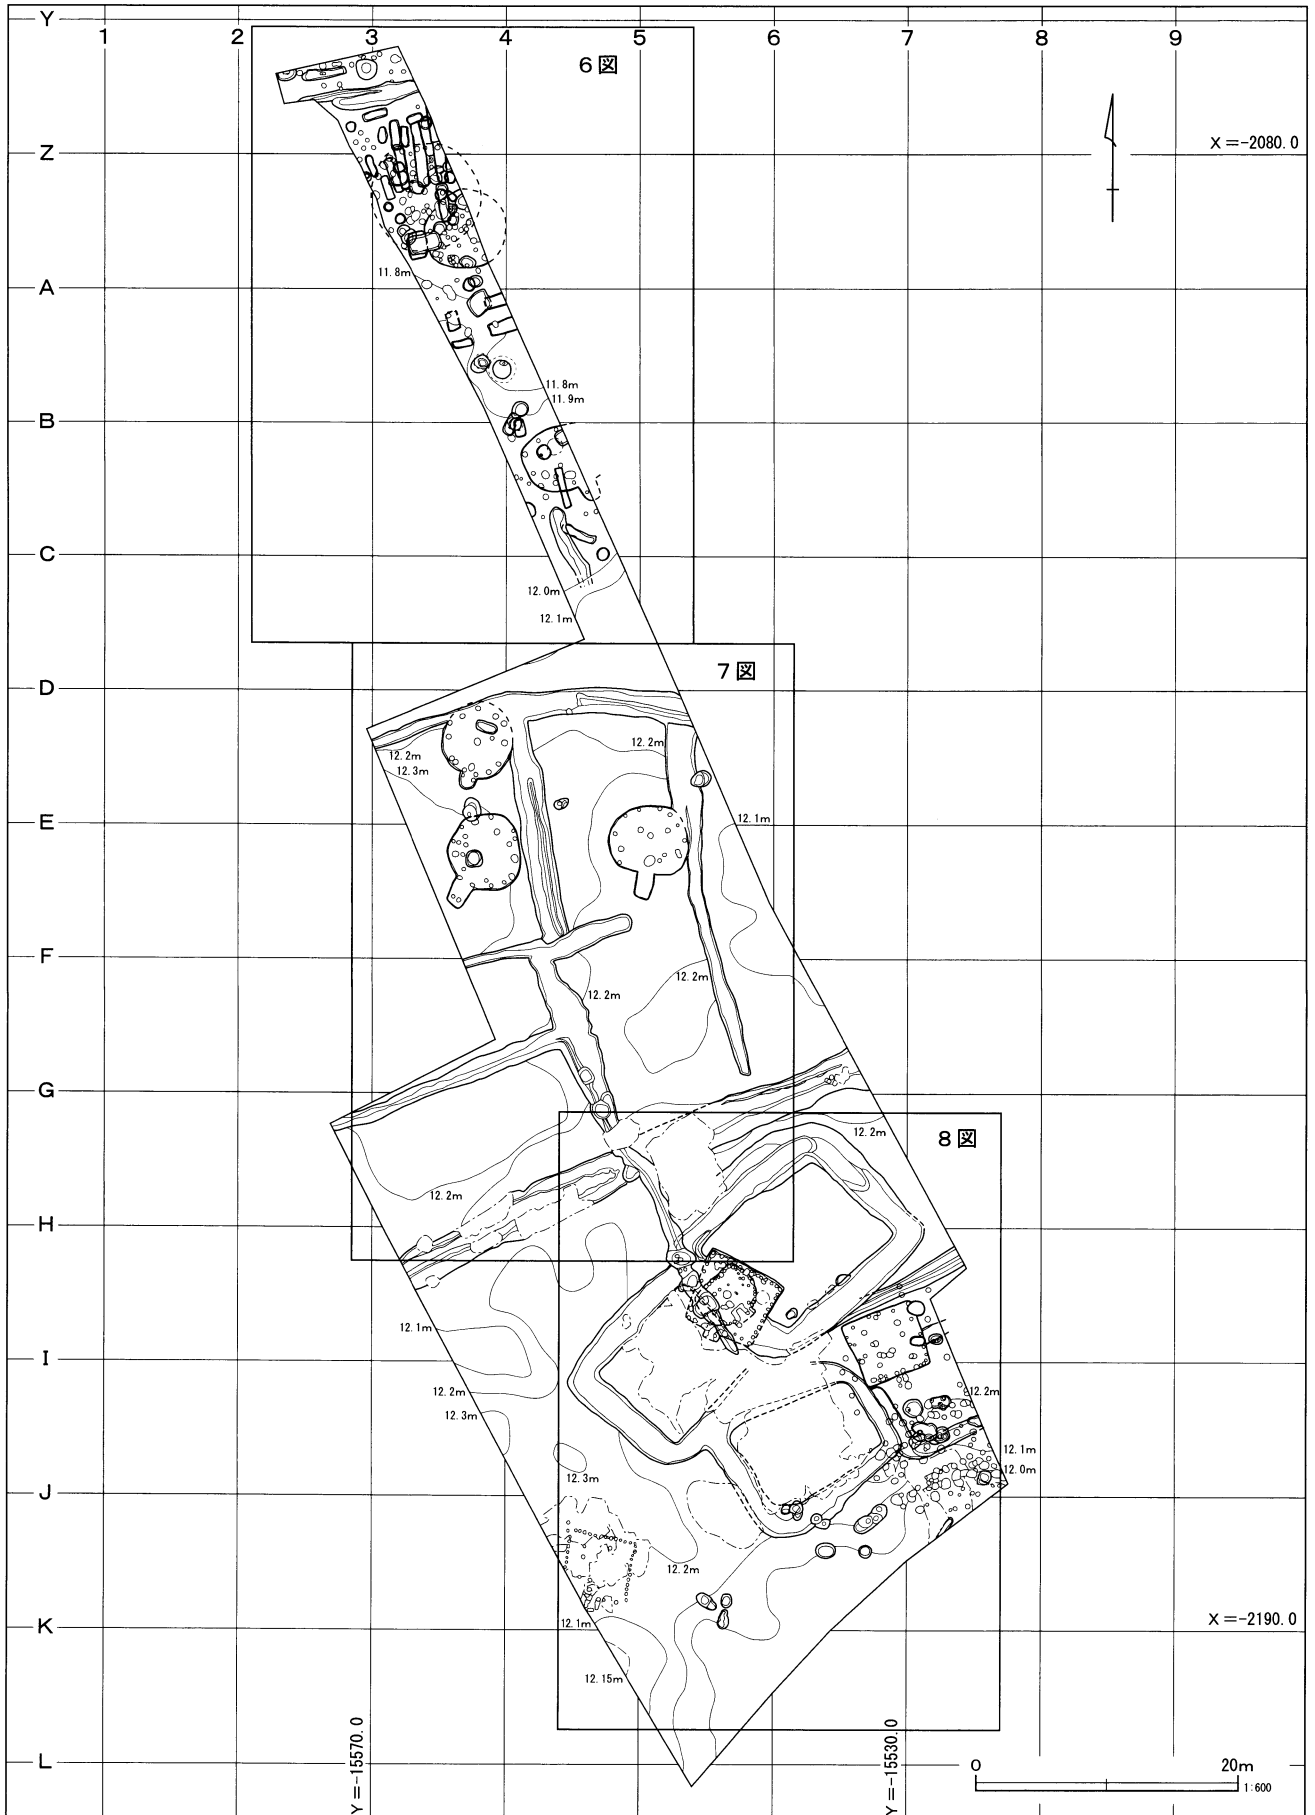 Y
1 2 3 4 5 6 7 8 9
6図
X=-2080.0
Z
11.8m
A
11.8m
11.9m
B
C
12.0m
12.1m
7図
D
12.2m
12.2m
12.3m
E
12.1m
F
12.2m
12.2m
G
12.2m
8図
12.2m
H
12.1m
I
12.2m
12.2m
12.3m
12.1m
12.3m
12.0m
J
12.2m
12.1m
K
X=-2190.0
12.15m
Y=-15570.0
Y=-15530.0
L
0 20m
1:600